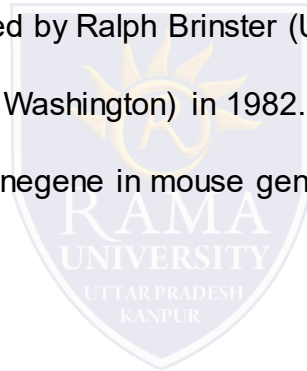 ed by Ralph Brinster (U
Washington) in 1982.
negene in mouse gen
RAMA
UNIVERSITY
UTTAR PRADESH
KANPUR